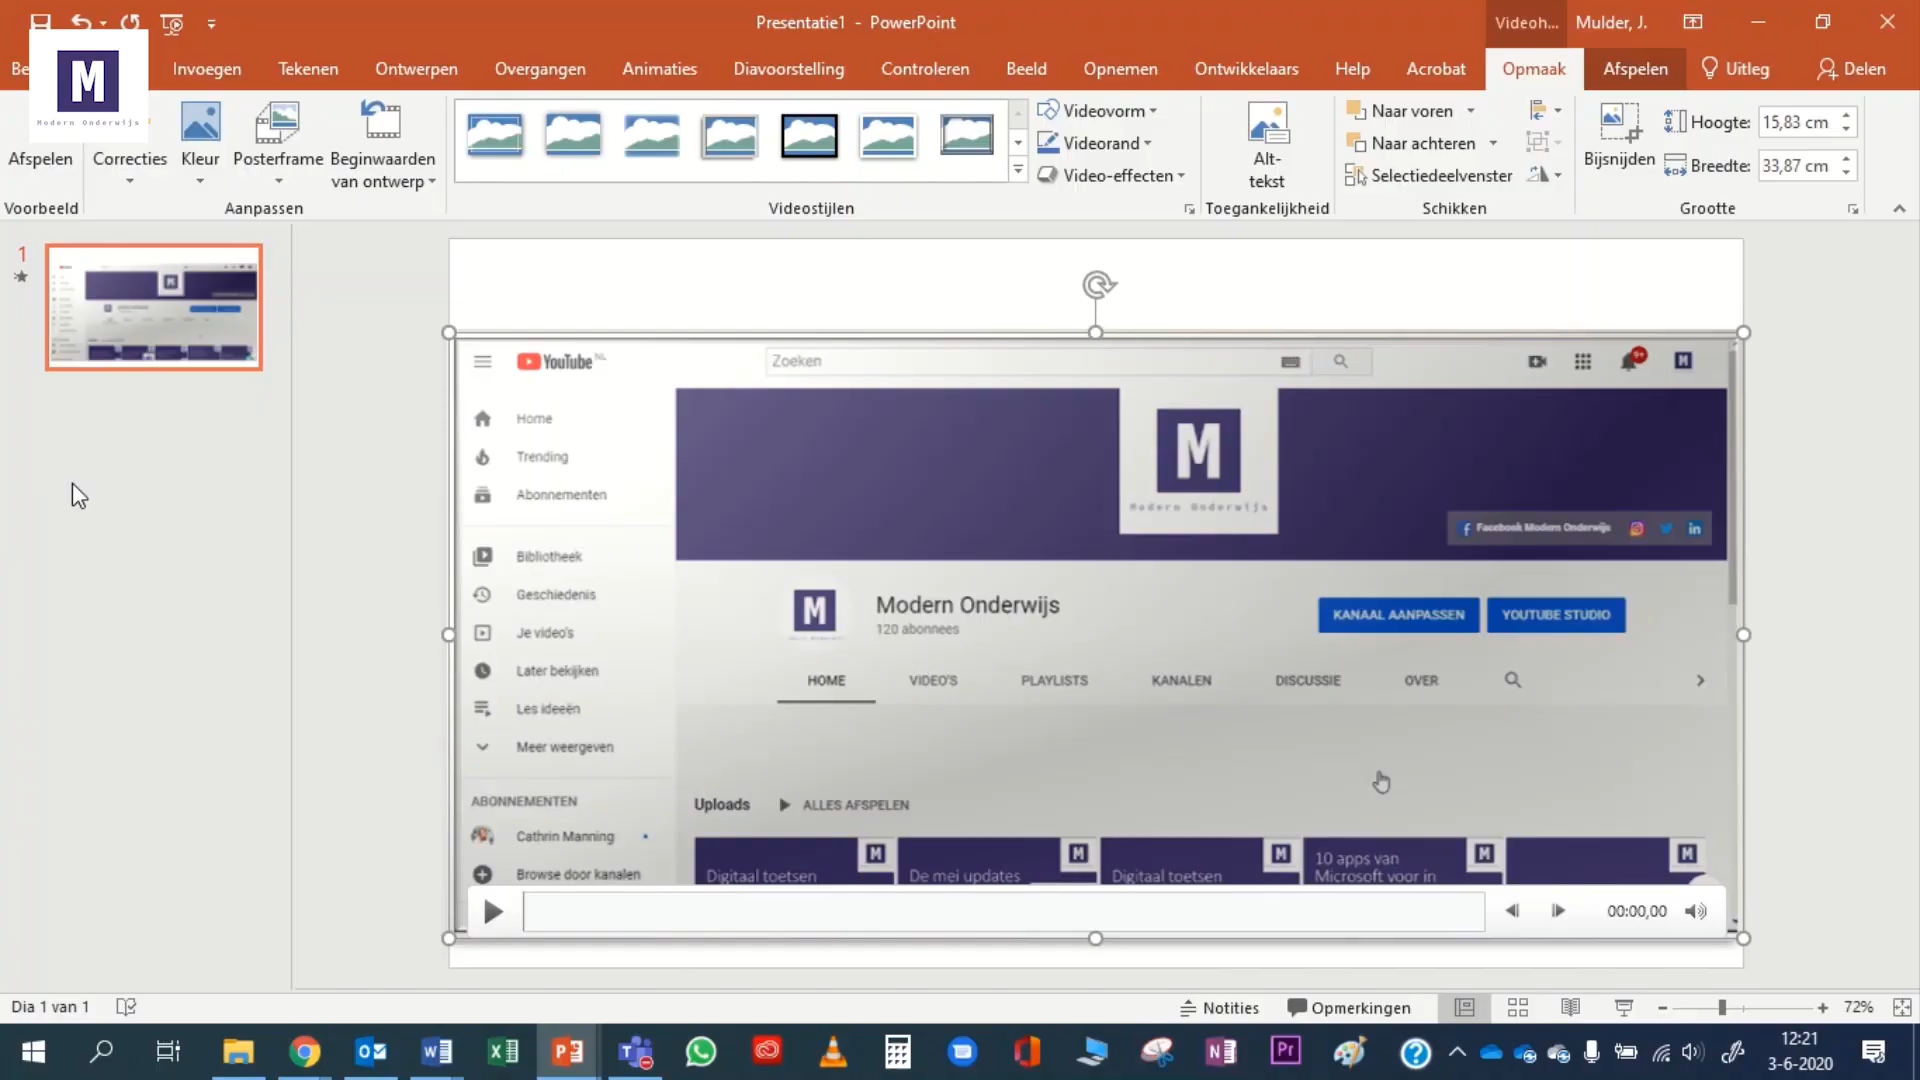 Presentatie1 - PowerPoint
Videoh...
Mulder, J.
Invoegen
Tekenen
Ontwerpen
Overgangen
Animaties
Diavoorstelling
Controleren
Beeld
Opnemen
Ontwikkelaars
Help
Acrobat
Opmaak
Afspelen
Uitleg
Delen
M
Modern Onderwijs
Afspelen
Correcties
Kleur
Posterframe
Beginwaarden
van ontwerp
Videovorm
Videorand
Video-effecten
Alt-
tekst
Naar voren
Naar achteren
Selectiedeelvenster
Bijsnijden
Hoogte: 15,83 cm
Breedte: 33,87 cm
Voorbeeld
Aanpassen
Videostijlen
Toegankelijkheid
Schikken
Grootte
1
YouTube NL
Zoeken
9+
M
Home
Trending
Abonnementen
Bibliotheek
Geschiedenis
Je video's
Later bekijken
Les ideeën
Meer weergeven
ABONNEMENTEN
Cathrin Manning
Browse door kanalen
M
Modern Onderwijs
Facebook Modern Onderwijs
M
Modern Onderwijs
120 abonnees
KANAAL AANPASSEN
YOUTUBE STUDIO
HOME
VIDEO'S
PLAYLISTS
KANALEN
DISCUSSIE
OVER
Uploads
ALLES AFSPELEN
M
M
M
M
M
Digitaal toetsen
De mei updates
Digitaal toetsen
10 apps van
Microsoft voor in
00:00,00
Dia 1 van 1
Notities
Opmerkingen
72%
12:21
3-6-2020